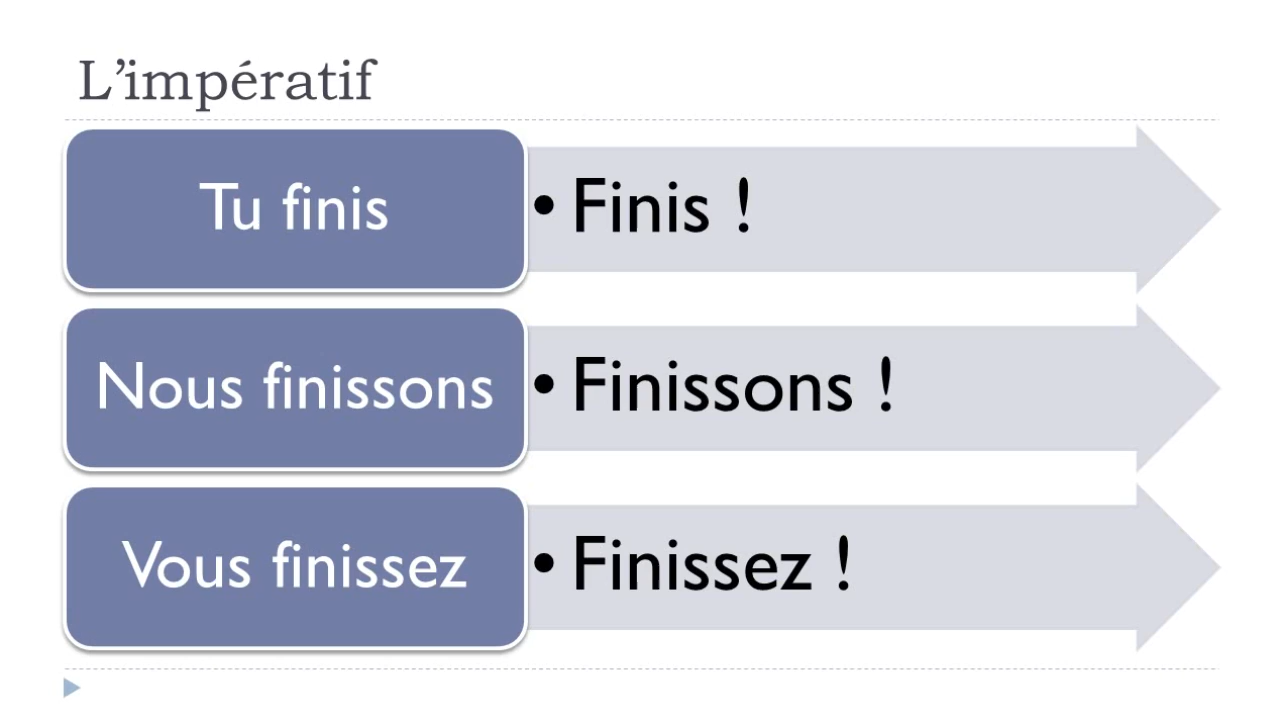 L’impératif
Tu finis
• Finis !
Nous finissons
• Finissons !
Vous finissez
• Finissez !